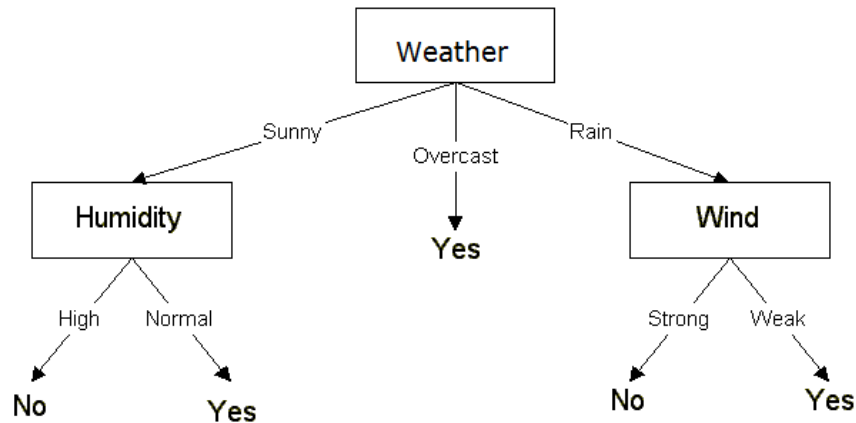 Weather
Sunny
Overcast
Rain
Humidity
Yes
Wind
High
Normal
Strong
Weak
No
Yes
No
Yes